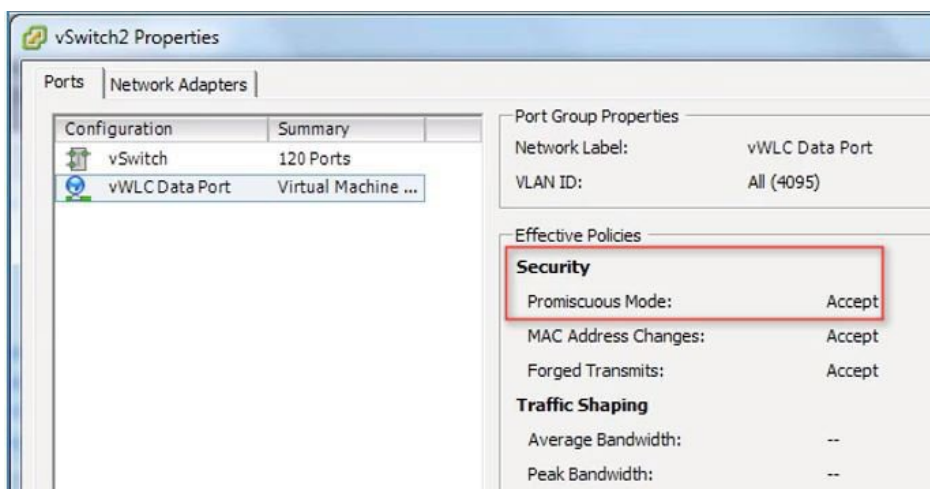 vSwitch2 Properties
Ports Network Adapters
Configuration Summary
vSwitch 120 Ports
vWLC Data Port Virtual Machine ...
Port Group Properties
Network Label: vWLC Data Port
VLAN ID: All (4095)
Effective Policies
Security
Promiscuous Mode: Accept
MAC Address Changes: Accept
Forged Transmits: Accept
Traffic Shaping
Average Bandwidth: --
Peak Bandwidth: --